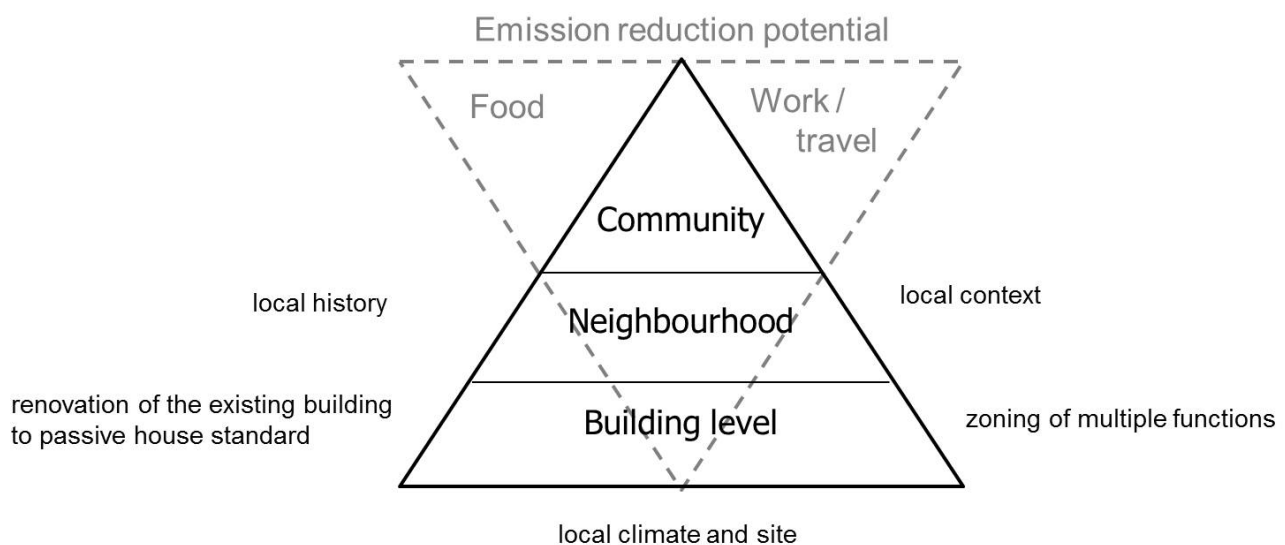 Emission reduction potential
Food
Work /
travel
Community
local history
local context
Neighbourhood
renovation of the existing building
to passive house standard
Building level
zoning of multiple functions
local climate and site